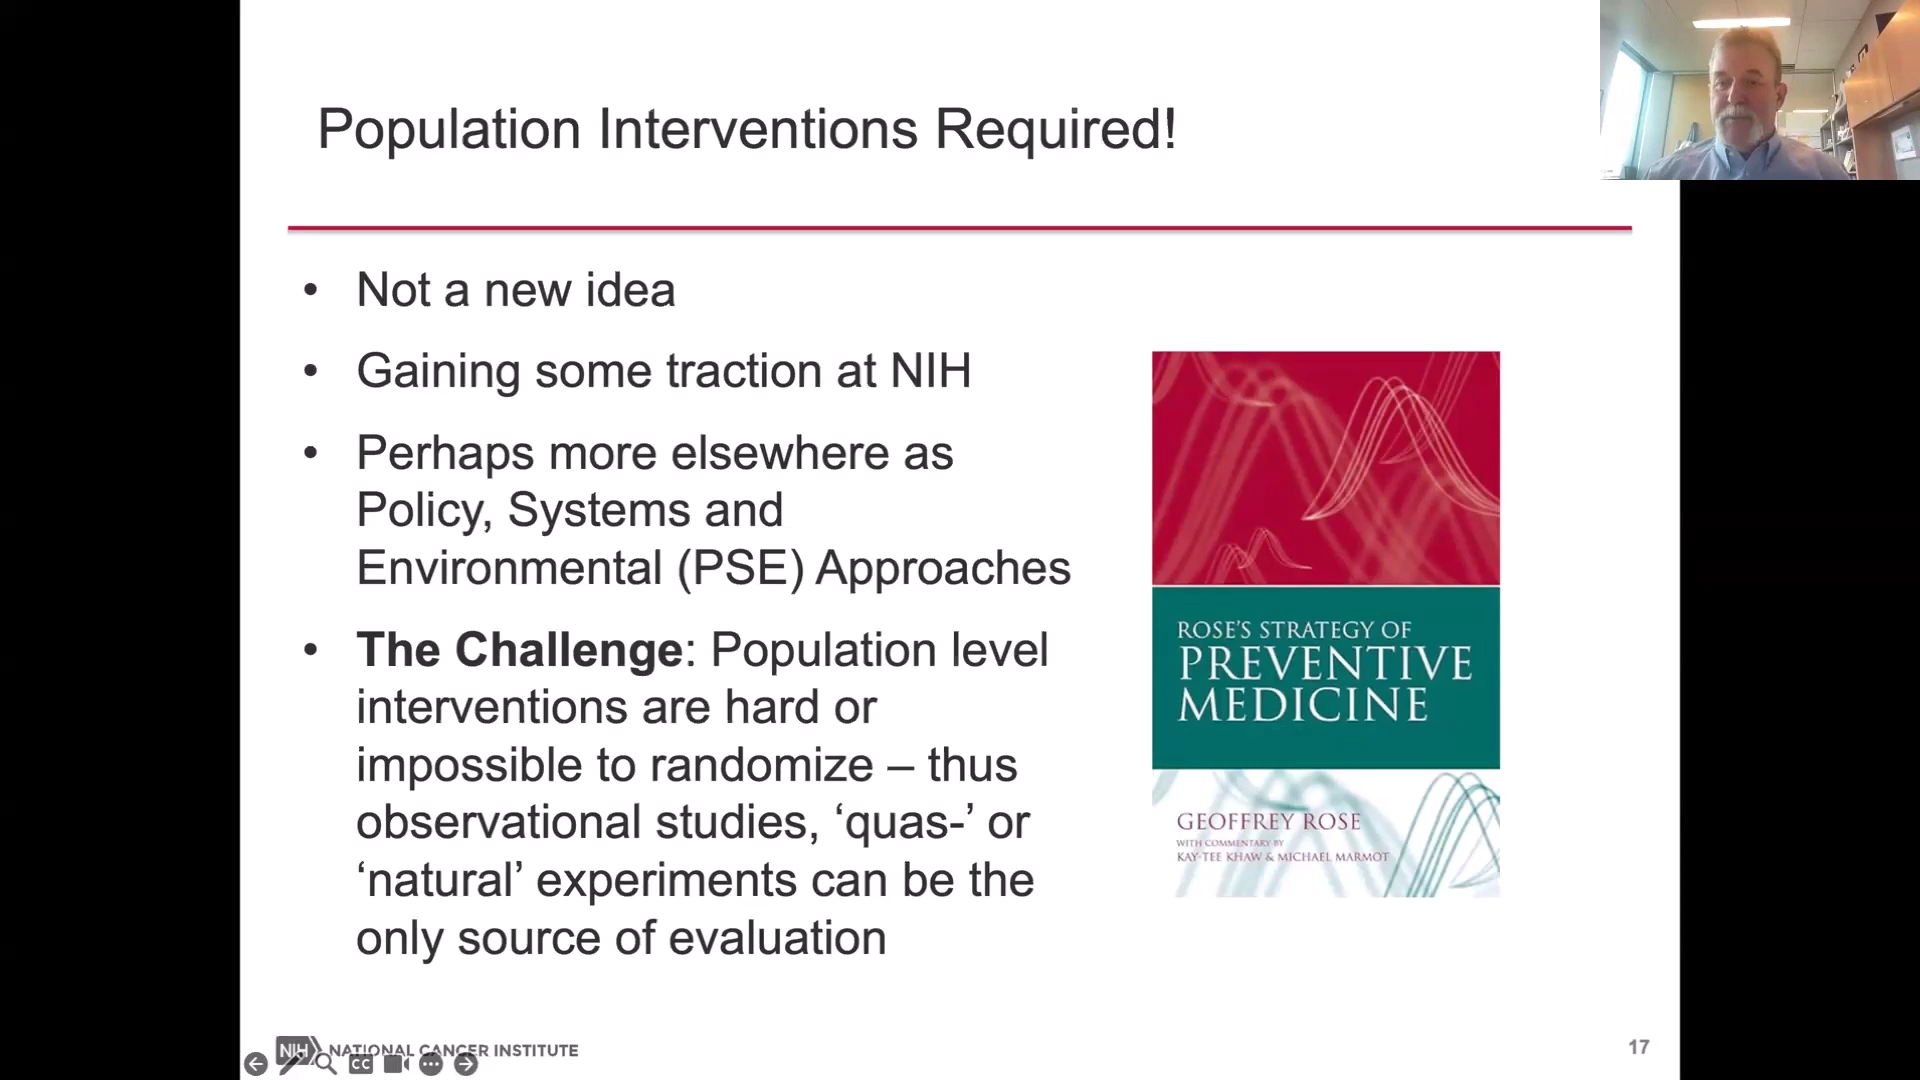 Population Interventions Required!
• Not a new idea
• Gaining some traction at NIH
• Perhaps more elsewhere as
Policy, Systems and
Environmental (PSE) Approaches
• The Challenge: Population level
interventions are hard or
impossible to randomize – thus
observational studies, ‘quas-’ or
‘natural’ experiments can be the
only source of evaluation
ROSE'S STRATEGY OF
PREVENTIVE
MEDICINE
GEOFFREY ROSE
WITH COMMENTARY BY
KAY-TEE KHAW & MICHAEL MARMOT
NIH NATIONAL CANCER INSTITUTE
CC
17